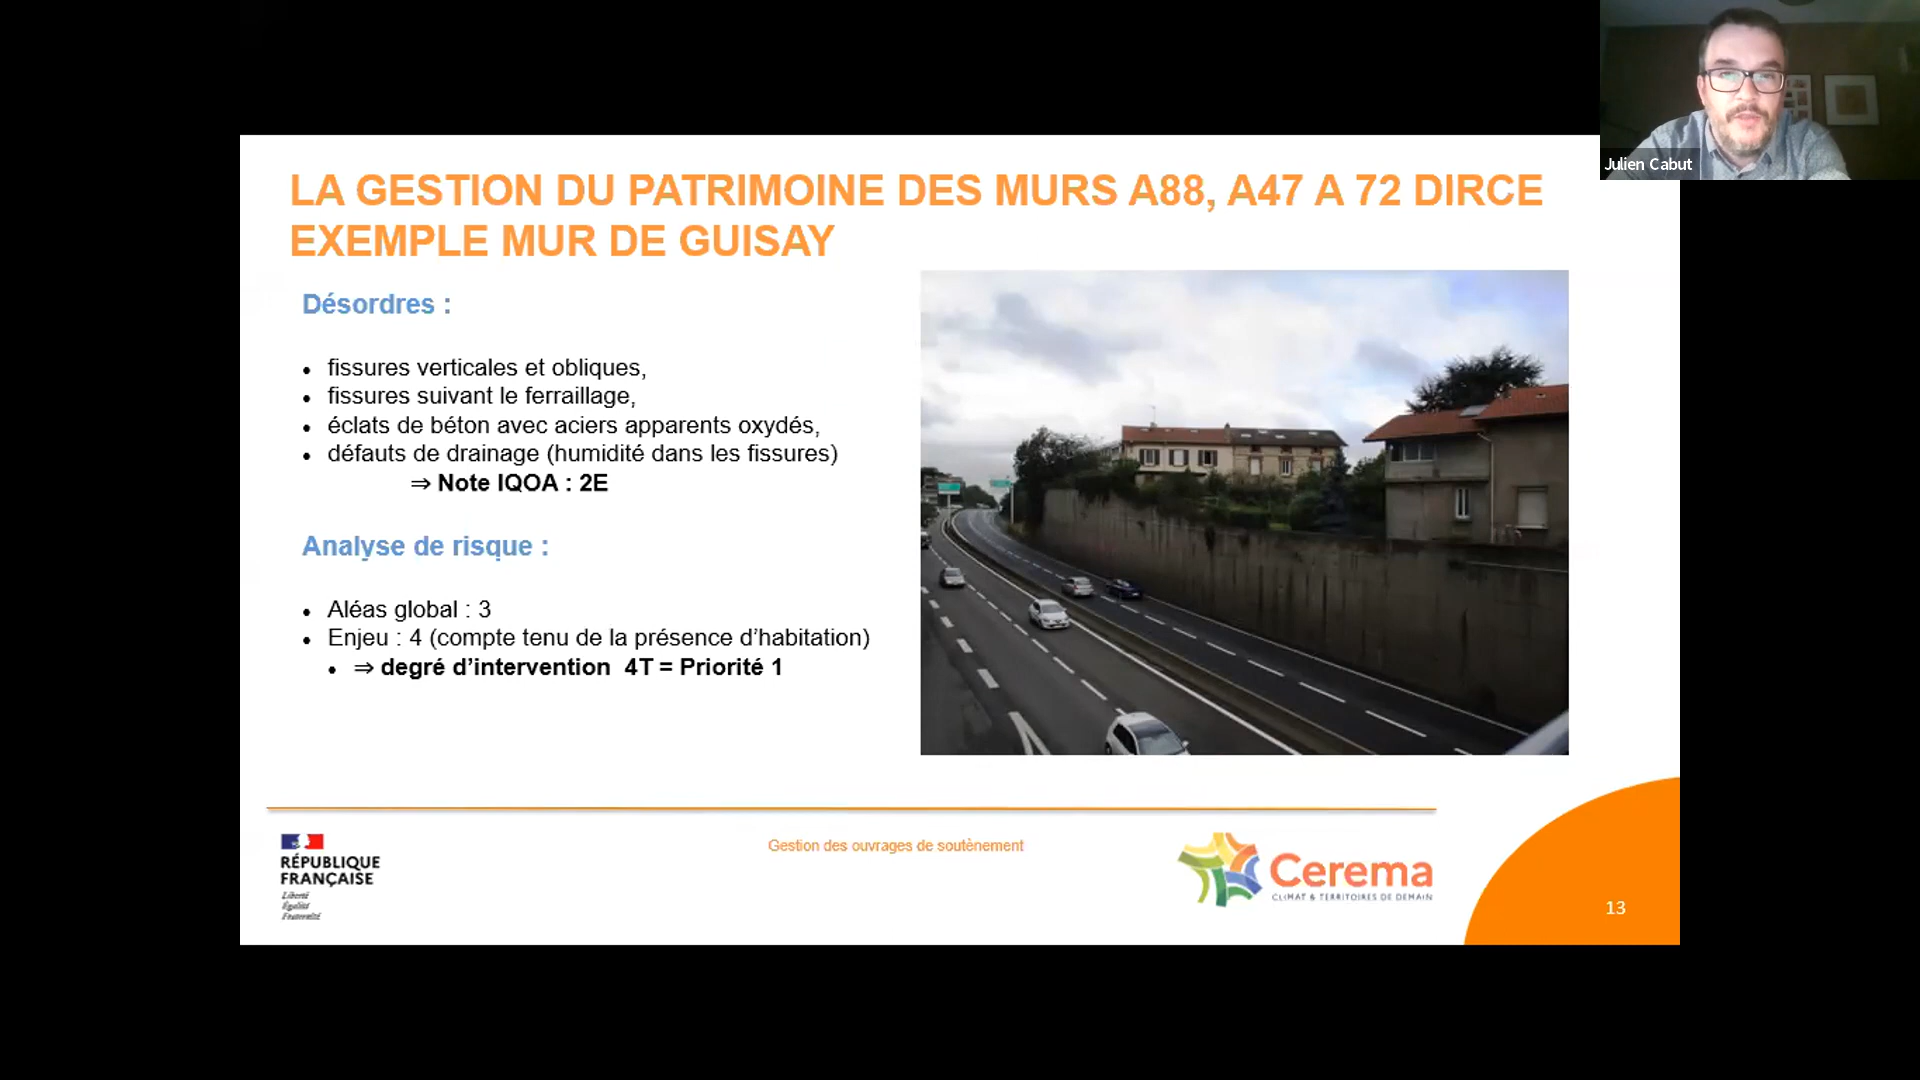 Julien Cabut
LA GESTION DU PATRIMOINE DES MURS A88, A47 A 72 DIRCE
EXEMPLE MUR DE GUISAY
Désordres :
• fissures verticales et obliques,
• fissures suivant le ferraillage,
• éclats de béton avec aciers apparents oxydés,
• défauts de drainage (humidité dans les fissures)
⇒ Note IQOA : 2E
Analyse de risque :
• Aléas global : 3
• Enjeu : 4 (compte tenu de la présence d’habitation)
• ⇒ degré d’intervention 4T = Priorité 1
RÉPUBLIQUE
FRANÇAISE
Liberté
Égalité
Fraternité
Gestion des ouvrages de soutènement
Cerema
CLIMAT & TERRITOIRES DE DEMAIN
13